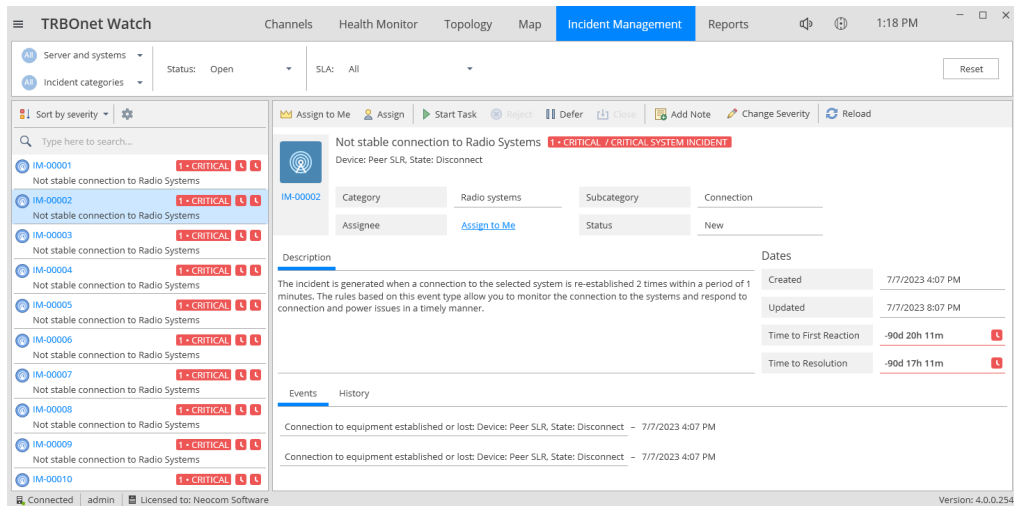 TRBOnet Watch
Channels Health Monitor Topology Map Incident Management Reports 1:18 PM
All Server and systems
All Incident categories
Status: Open SLA: All Reset
Sort by severity
Type here to search...
IM-00001 1 • CRITICAL
Not stable connection to Radio Systems
IM-00002 1 • CRITICAL
Not stable connection to Radio Systems
IM-00003 1 • CRITICAL
Not stable connection to Radio Systems
IM-00004 1 • CRITICAL
Not stable connection to Radio Systems
IM-00005 1 • CRITICAL
Not stable connection to Radio Systems
IM-00006 1 • CRITICAL
Not stable connection to Radio Systems
IM-00007 1 • CRITICAL
Not stable connection to Radio Systems
IM-00008 1 • CRITICAL
Not stable connection to Radio Systems
IM-00009 1 • CRITICAL
Not stable connection to Radio Systems
IM-00010 1 • CRITICAL
Assign to Me Assign Start Task Reject Defer Close Add Note Change Severity Reload
Not stable connection to Radio Systems 1 • CRITICAL / CRITICAL SYSTEM INCIDENT
Device: Peer SLR, State: Disconnect
IM-00002 Category Radio systems Subcategory Connection
Assignee Assign to Me Status New
Description
The incident is generated when a connection to the selected system is re-established 2 times within a period of 1
minutes. The rules based on this event type allow you to monitor the connection to the systems and respond to
connection and power issues in a timely manner.
Dates
Created 7/7/2023 4:07 PM
Updated 7/7/2023 8:07 PM
Time to First Reaction -90d 20h 11m
Time to Resolution -90d 17h 11m
Events History
Connection to equipment established or lost: Device: Peer SLR, State: Disconnect – 7/7/2023 4:07 PM
Connection to equipment established or lost: Device: Peer SLR, State: Disconnect – 7/7/2023 4:07 PM
Connected admin Licensed to: Neocom Software Version: 4.0.0.254